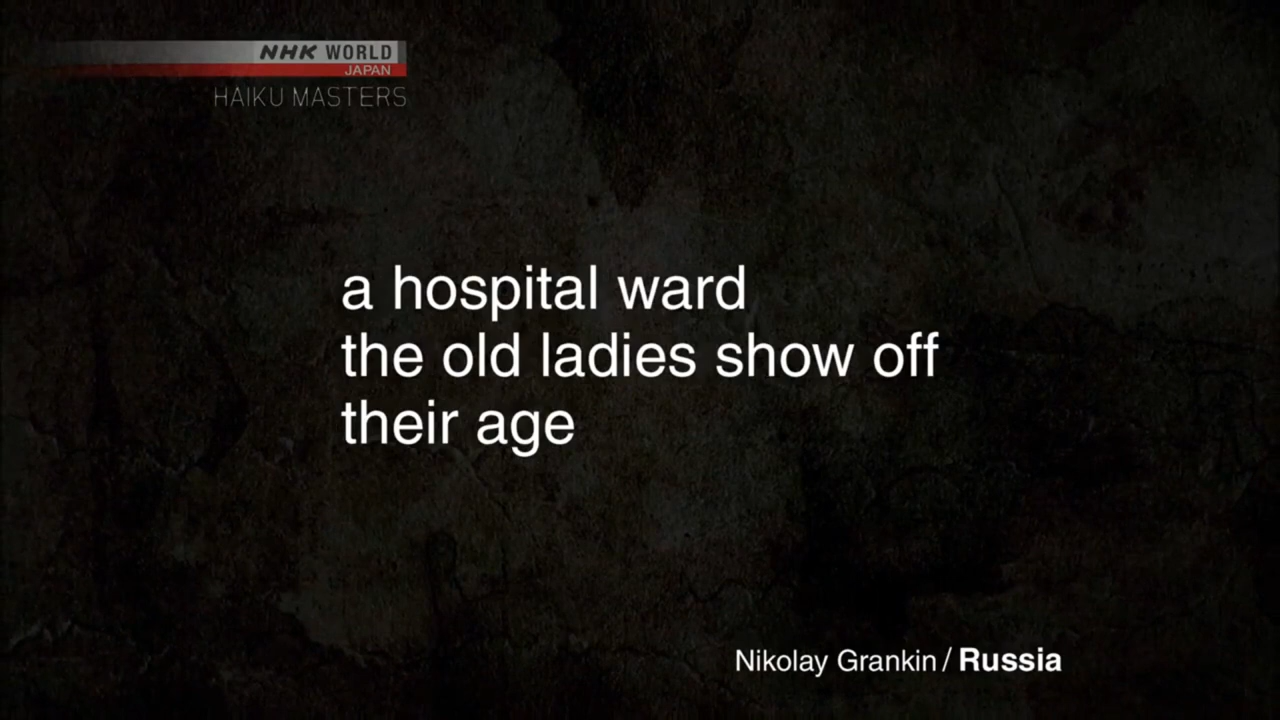 NHK WORLD
JAPAN
HAIKU MASTERS
a hospital ward
the old ladies show off
their age
Nikolay Grankin / Russia